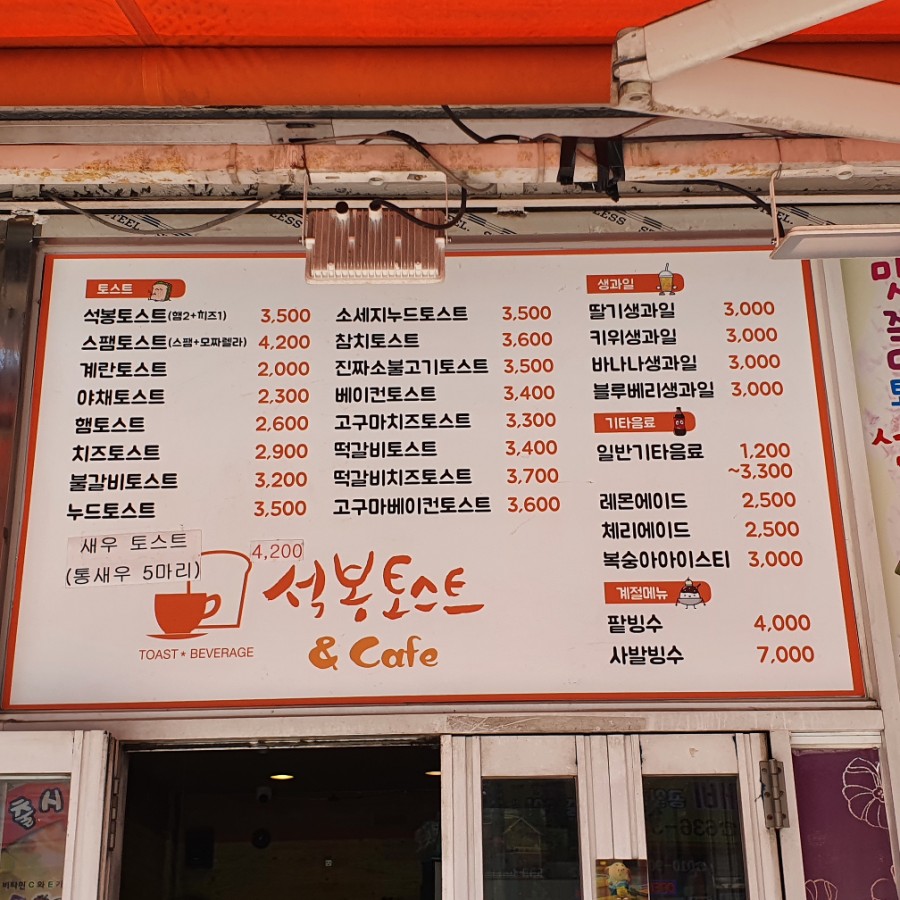 토스트
석봉토스트(햄2+치즈1) 3,500
스팸토스트(스팸+모짜렐라) 4,200
계란토스트 2,000
야채토스트 2,300
햄토스트 2,600
치즈토스트 2,900
불갈비토스트 3,200
누드토스트 3,500
새우 토스트 4,200
(통새우 5마리)
소세지누드토스트 3,500
참치토스트 3,600
진짜소불고기토스트 3,500
베이컨토스트 3,400
고구마치즈토스트 3,300
떡갈비토스트 3,400
떡갈비치즈토스트 3,700
고구마베이컨토스트 3,600
생과일
딸기생과일 3,000
키위생과일 3,000
바나나생과일 3,000
블루베리생과일 3,000
기타음료
일반기타음료 1,200
~3,300
레몬에이드 2,500
체리에이드 2,500
복숭아아이스티 3,000
계절메뉴
팥빙수 4,000
사발빙수 7,000
석봉토스트
& Cafe
TOAST * BEVERAGE
비타민C와 E